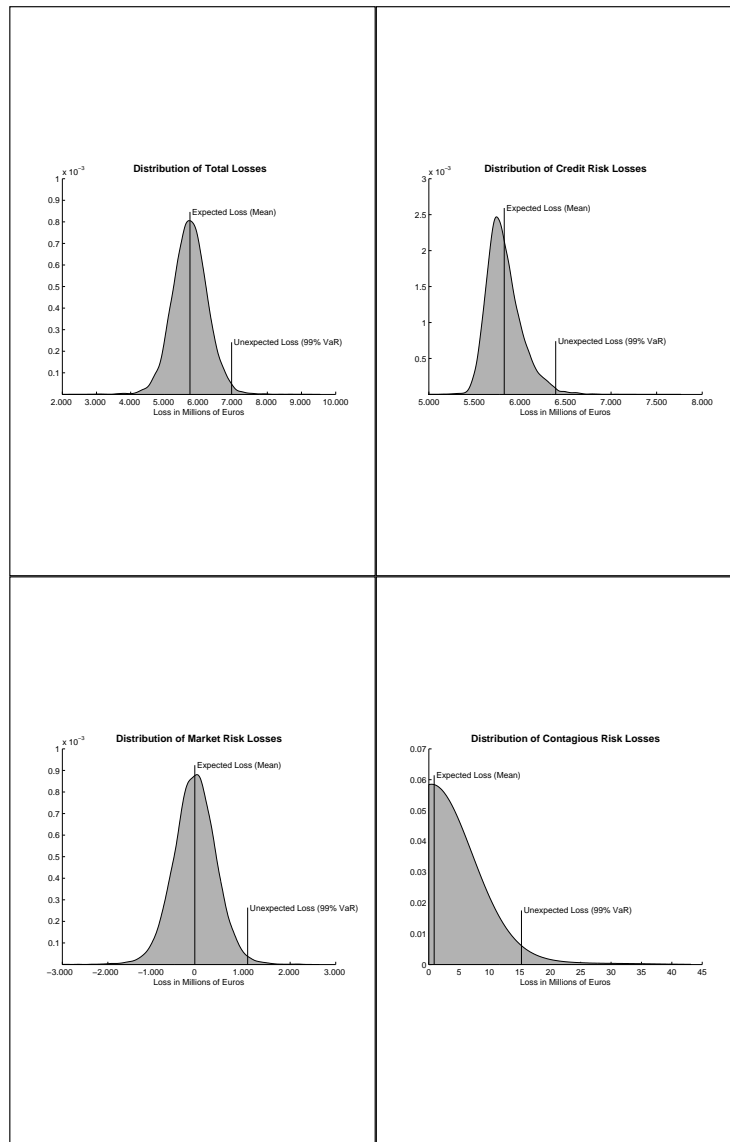 Distribution of Total Losses
x 10−3
1
0.9
0.8
0.7
0.6
0.5
0.4
0.3
0.2
0.1
Expected Loss (Mean)
Unexpected Loss (99% VaR)
2.000 3.000 4.000 5.000 6.000 7.000 8.000 9.000 10.000
Loss in Millions of Euros
Distribution of Credit Risk Losses
x 10−3
3
2.5
2
1.5
1
0.5
Expected Loss (Mean)
Unexpected Loss (99% VaR)
5.000 5.500 6.000 6.500 7.000 7.500 8.000
Loss in Millions of Euros
Distribution of Market Risk Losses
x 10−3
1
0.9
0.8
0.7
0.6
0.5
0.4
0.3
0.2
0.1
Expected Loss (Mean)
Unexpected Loss (99% VaR)
−3.000 −2.000 −1.000 0 1.000 2.000 3.000
Loss in Millions of Euros
Distribution of Contagious Risk Losses
0.07
0.06
0.05
0.04
0.03
0.02
0.01
0
Expected Loss (Mean)
Unexpected Loss (99% VaR)
0 5 10 15 20 25 30 35 40 45
Loss in Millions of Euros